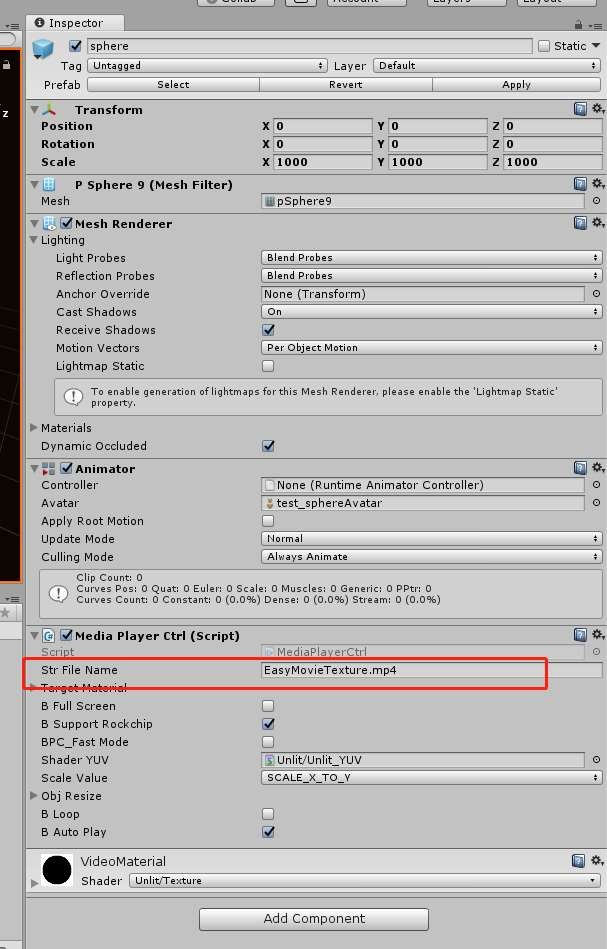 Collab
Account
Layers
Layout
Inspector
sphere
Static
Tag Untagged Layer Default
Prefab Select Revert Apply
Transform
Position X 0 Y 0 Z 0
Rotation X 0 Y 0 Z 0
Scale X 1000 Y 1000 Z 1000
P Sphere 9 (Mesh Filter)
Mesh pSphere9
Mesh Renderer
Lighting
Light Probes Blend Probes
Reflection Probes Blend Probes
Anchor Override None (Transform)
Cast Shadows On
Receive Shadows
Motion Vectors Per Object Motion
Lightmap Static
To enable generation of lightmaps for this Mesh Renderer, please enable the 'Lightmap Static'
property.
Materials
Dynamic Occluded
Animator
Controller None (Runtime Animator Controller)
Avatar test_sphereAvatar
Apply Root Motion
Update Mode Normal
Culling Mode Always Animate
Clip Count: 0
Curves Pos: 0 Quat: 0 Euler: 0 Scale: 0 Muscles: 0 Generic: 0 PPtr: 0
Curves Count: 0 Constant: 0 (0.0%) Dense: 0 (0.0%) Stream: 0 (0.0%)
Media Player Ctrl (Script)
Script MediaPlayerCtrl
Str File Name EasyMovieTexture.mp4
Target Material
B Full Screen
B Support Rockchip
BPC_Fast Mode
Shader YUV Unlit/Unlit_YUV
Scale Value SCALE_X_TO_Y
Obj Resize
B Loop
B Auto Play
VideoMaterial
Shader Unlit/Texture
Add Component
z